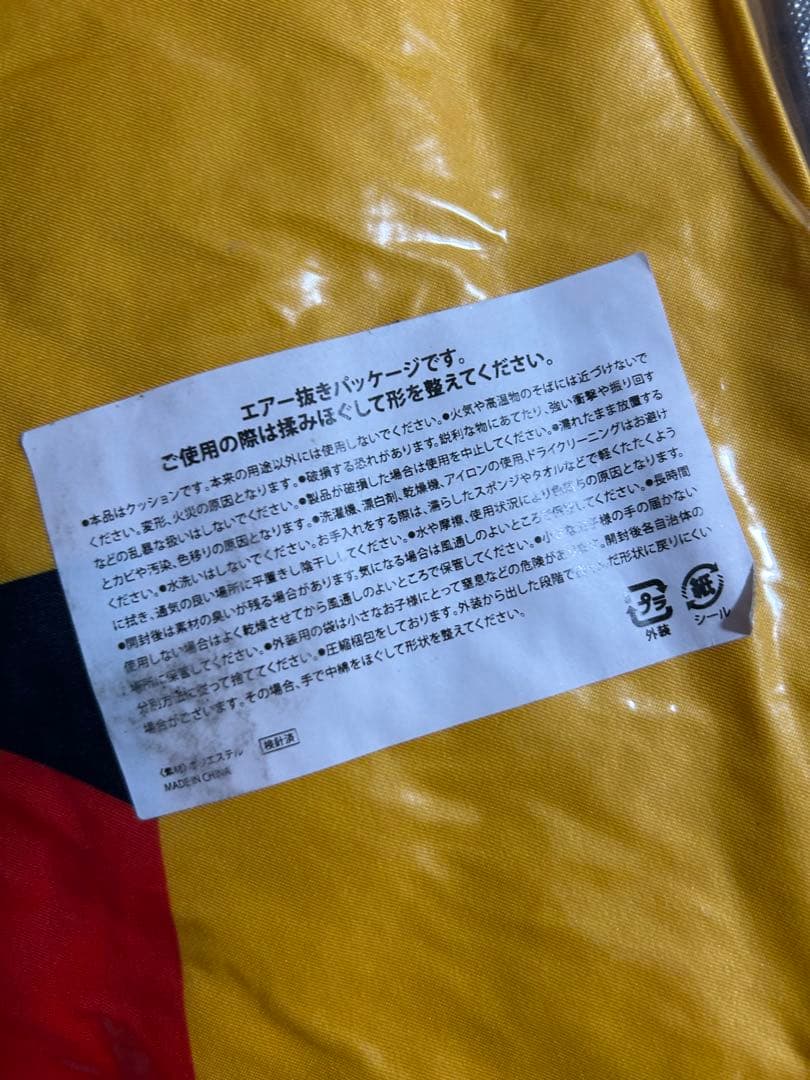 エアー抜きパッケージです。
ご使用の際は揉みほぐして形を整えてください。
●本品はクッションです。本来の用途以外には使用しないでください。●火気や高温物のそばには近づけないで
ください。変形、火災の原因となります。●破損する恐れがあります。鋭利な物にあてたり、強い衝撃や振り回す
などの乱暴な扱いはしないでください。●製品が破損した場合は使用を中止してください。●濡れたまま放置する
とカビや汚染、色移りの原因となります。●洗濯機、漂白剤、乾燥機、アイロンの使用、ドライクリーニングはお避け
ください。●水洗いはしないでください。お手入れをする際は、濡らしたスポンジやタオルなどで軽くたたくよう
に拭き、通気の良い場所に平置きし陰干ししてください。●水や摩擦、使用状況により色落ちの原因となります。
●開封後は素材の臭いが残る場合があります。気になる場合は風通しのよいところで保管してください。●長時間
使用しない場合はよく乾燥させてから風通しのよいところで保管してください。●小さなお子様の手の届かない
場所に保管してください。●外装用の袋は小さなお子様にとって窒息などの危険があ。開封後各自治体の
分別方法に従って捨ててください。●圧縮梱包をしております。外装から出した段階で形状に戻りにくい
場合がございます。その場合、手で中綿をほぐして形状を整えてください。
〈素材〉ポリエステル 検針済
MADE IN CHINA
プラ
外装
紙
シール